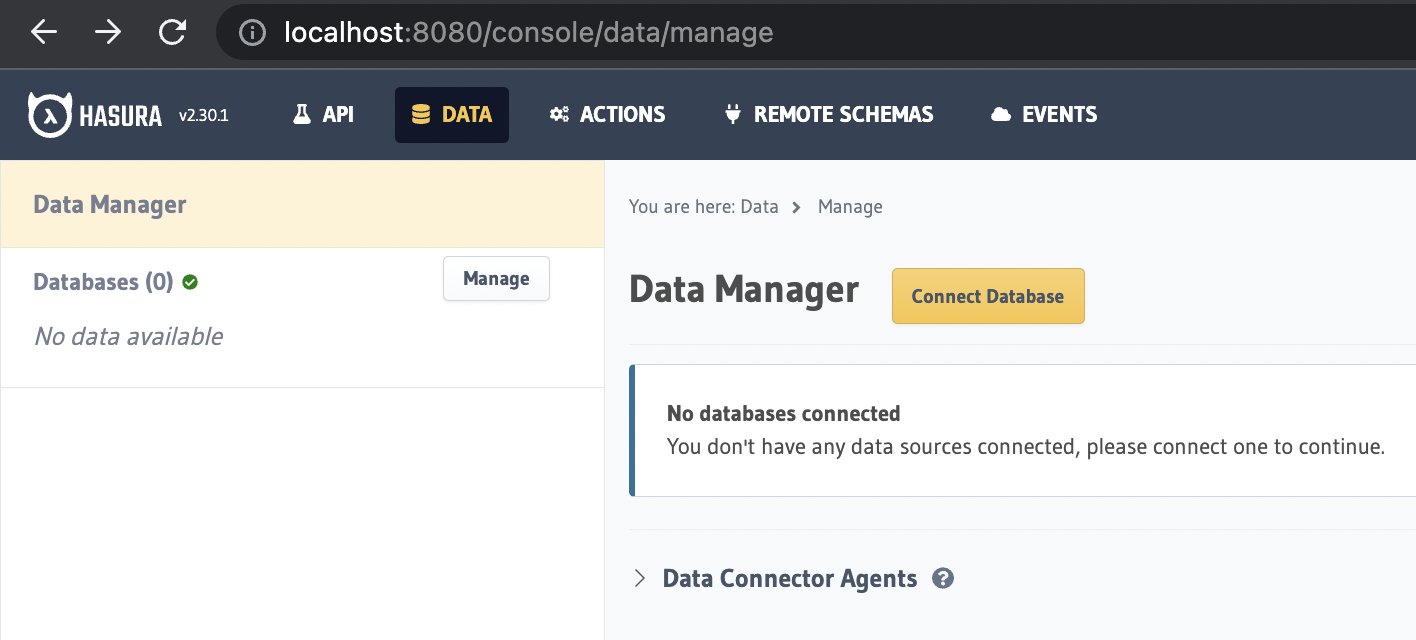 localhost:8080/console/data/manage
HASURA v2.30.1 API DATA ACTIONS REMOTE SCHEMAS EVENTS
Data Manager
Databases (0) Manage
No data available
You are here: Data > Manage
Data Manager Connect Database
No databases connected
You don't have any data sources connected, please connect one to continue.
Data Connector Agents ?